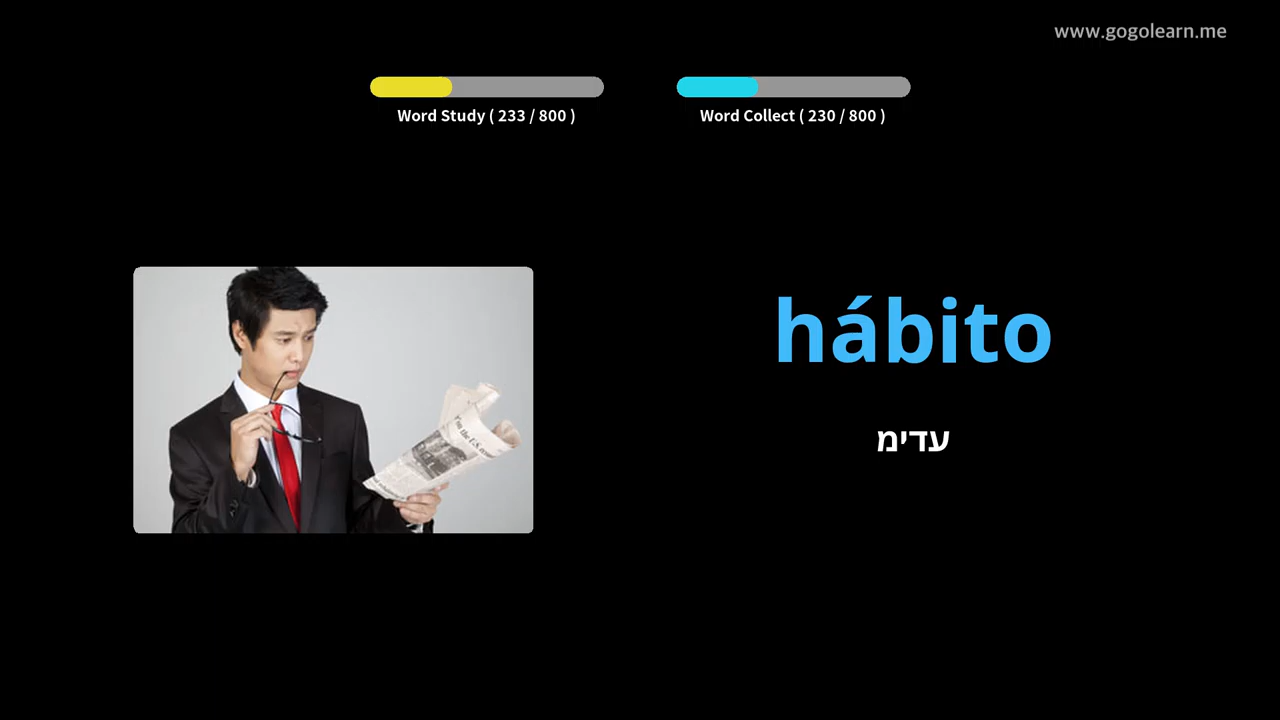 www.gogolearn.me
Word Study ( 233 / 800 )
Word Collect ( 230 / 800 )
hábito
עדימ